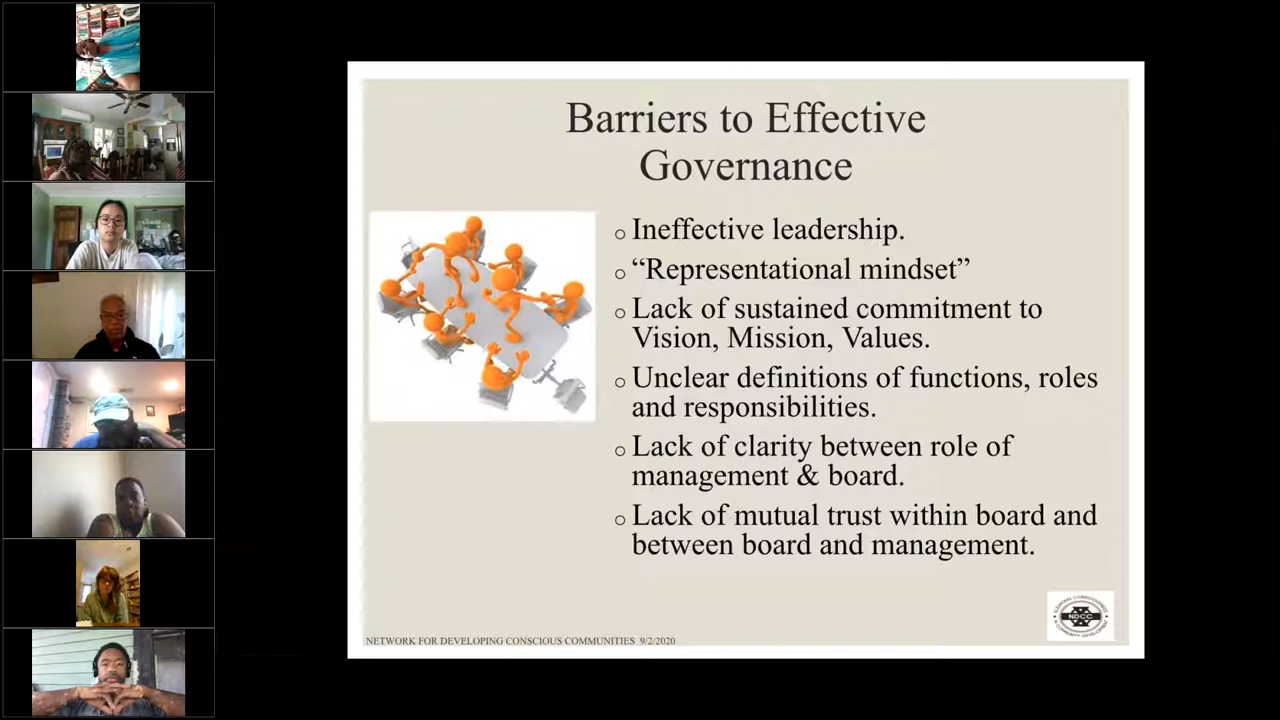 Barriers to Effective
Governance
Ineffective leadership.
“Representational mindset”
Lack of sustained commitment to
Vision, Mission, Values.
Unclear definitions of functions, roles
and responsibilities.
Lack of clarity between role of
management & board.
Lack of mutual trust within board and
between board and management.
NETWORK FOR DEVELOPING CONSCIOUS COMMUNITIES 9/2/2020
NDCC